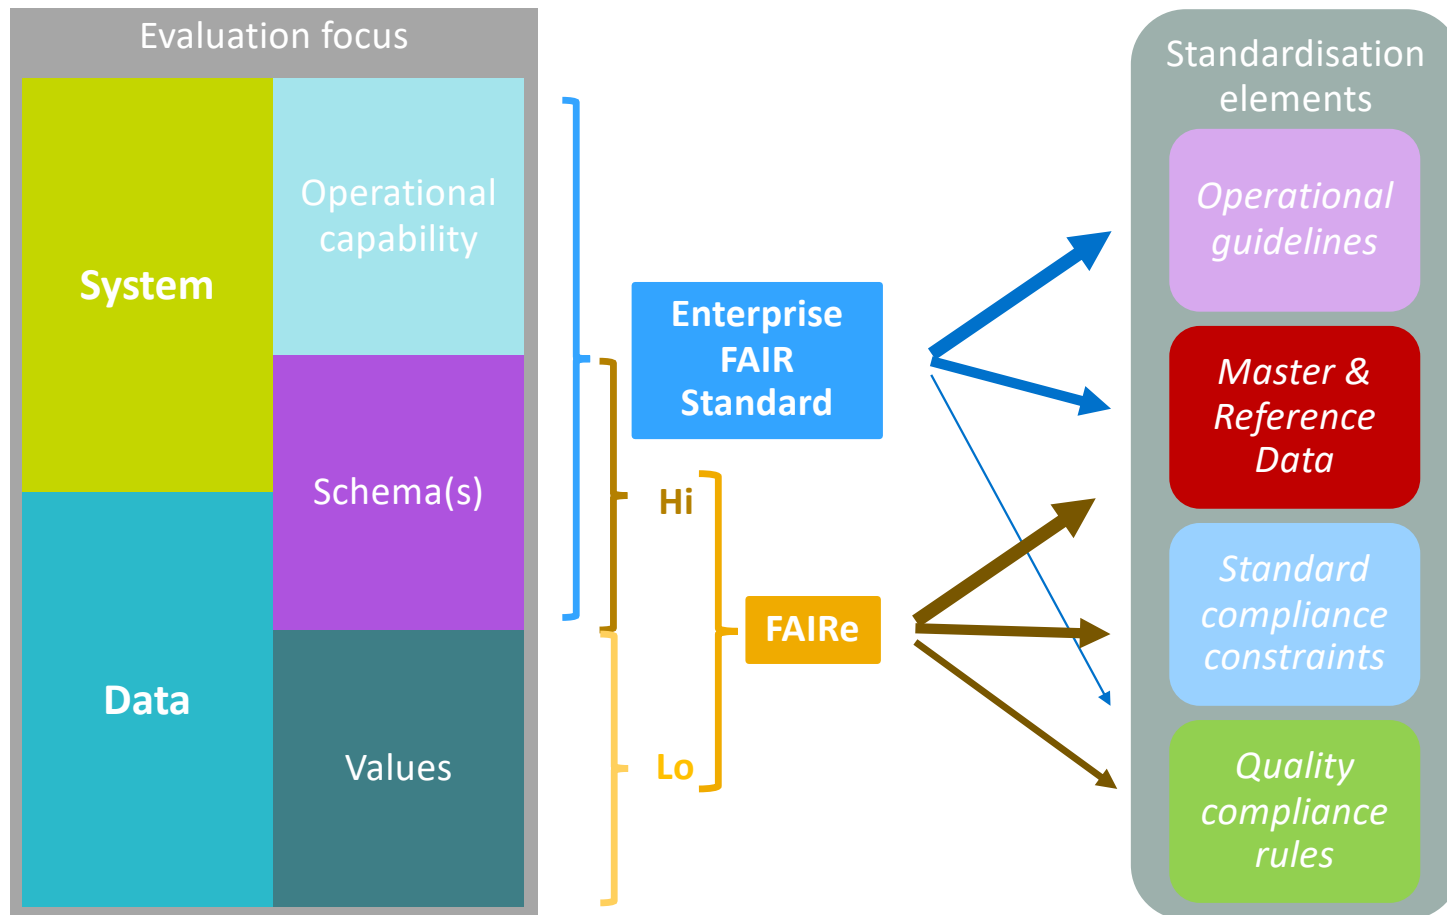 Evaluation focus
System
Data
Operational
capability
Schema(s)
Values
Enterprise
FAIR
Standard
Hi
Lo
FAIRe
Standardisation
elements
Operational
guidelines
Master &
Reference
Data
Standard
compliance
constraints
Quality
compliance
rules